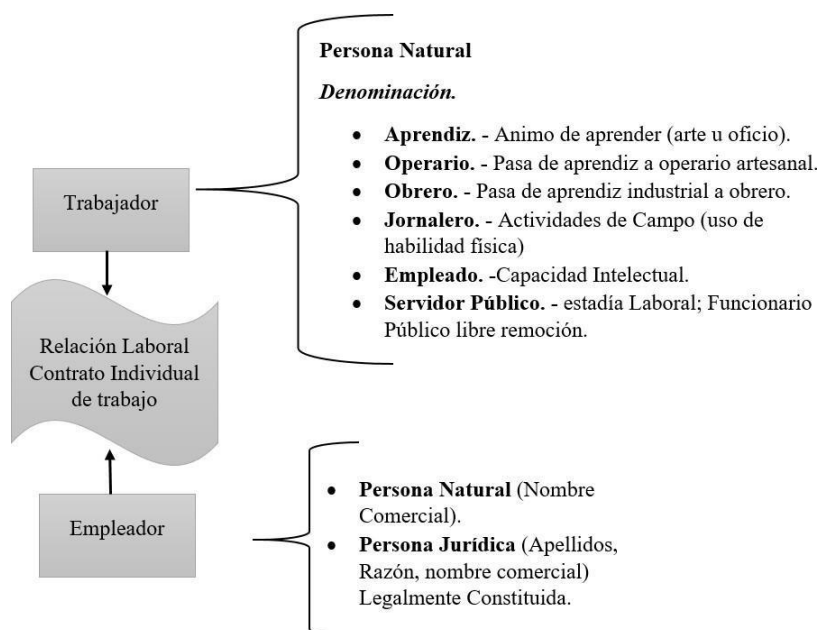 Persona Natural
Denominación.
• Aprendiz. - Animo de aprender (arte u oficio).
• Operario. - Pasa de aprendiz a operario artesanal.
• Obrero. - Pasa de aprendiz industrial a obrero.
• Jornalero. - Actividades de Campo (uso de
habilidad física)
• Empleado. -Capacidad Intelectual.
• Servidor Público. - estadía Laboral; Funcionario
Público libre remoción.
Trabajador
Relación Laboral
Contrato Individual
de trabajo
Empleador
• Persona Natural (Nombre
Comercial).
• Persona Jurídica (Apellidos,
Razón, nombre comercial)
Legalmente Constituida.